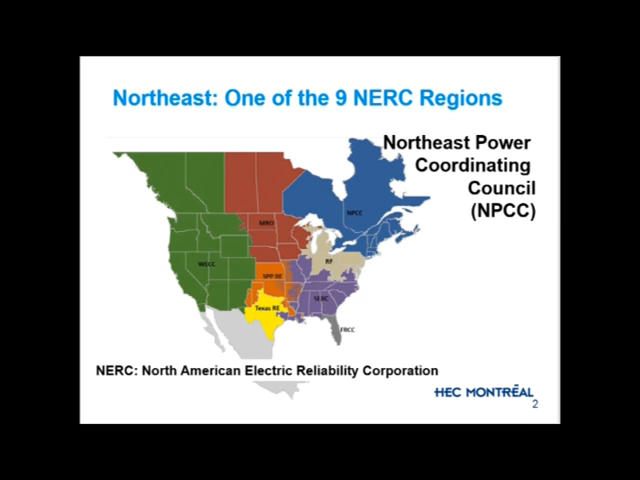 Northeast: One of the 9 NERC Regions
Northeast Power
Coordinating
Council
(NPCC)
NPCC
MRO
WECC
RF
SPP RE
SERC
Texas RE
FRCC
NERC: North American Electric Reliability Corporation
HEC MONTRÉAL
2